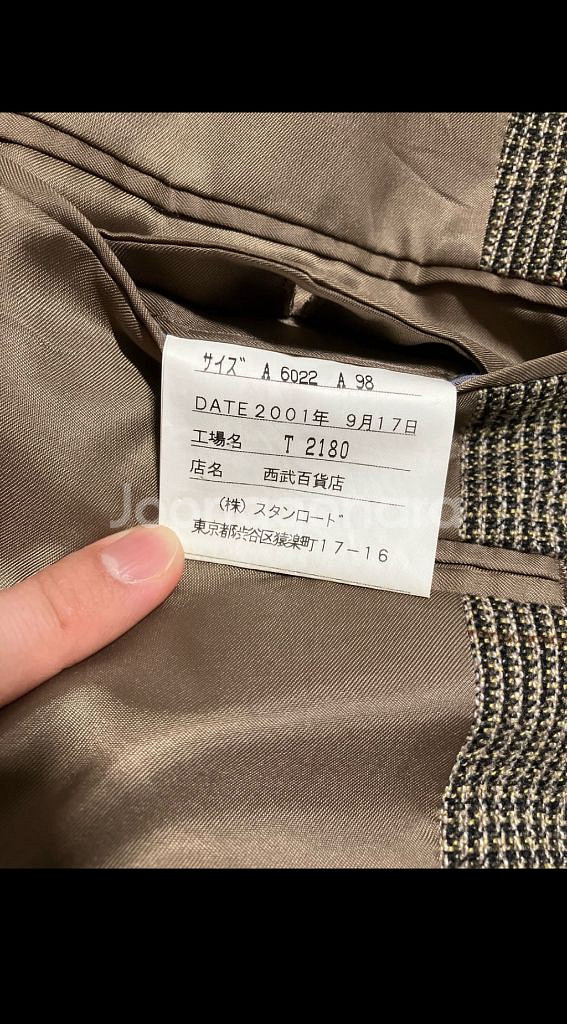 サイズ A 6022 A 98
DATE 2001年 9月17日
工場名 T 2180
店名 西武百貨店
(株) スタンロード
東京都渋谷区猿楽町17-16